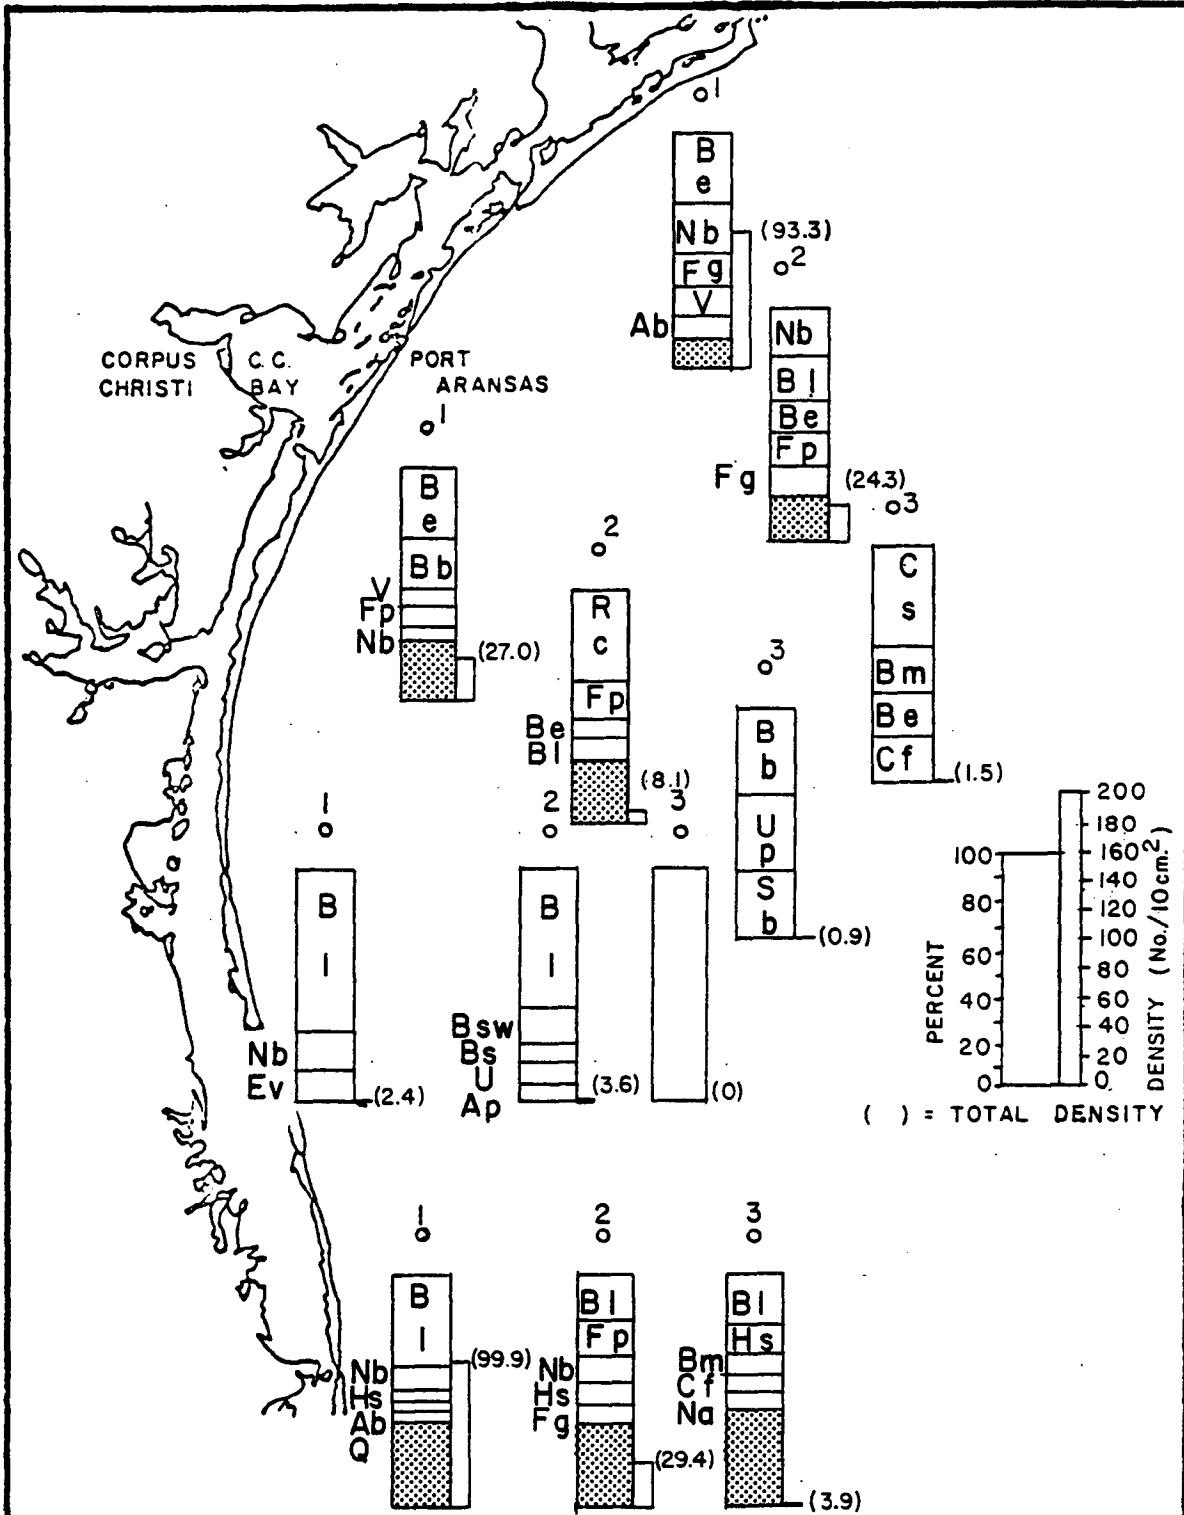 1
B
e
Nb
(93.3)
Fg
V
Ab
2
Nb
Bl
Be
Fp
Fg
(24.3)
3
C
s
Bm
Be
Cf
(1.5)
CORPUS
CHRISTI
C.C.
BAY
PORT
ARANSAS
1
B
e
Bb
V
Fp
Nb
(27.0)
2
R
c
Fp
Be
Bl
(8.1)
3
B
b
U
p
S
b
(0.9)
1
B
l
Nb
Ev
(2.4)
2
B
l
Bsw
Bs
U
Ap
(3.6)
3
(0)
PERCENT
100
80
60
40
20
0
200
180
160
140
120
100
80
60
40
20
0
DENSITY (No./10cm.²)
( ) = TOTAL DENSITY
1
B
l
Nb
Hs
Ab
Q
(99.9)
2
Bl
Fp
Nb
Hs
Fg
(29.4)
3
Bl
Hs
Bm
Cf
Na
(3.9)